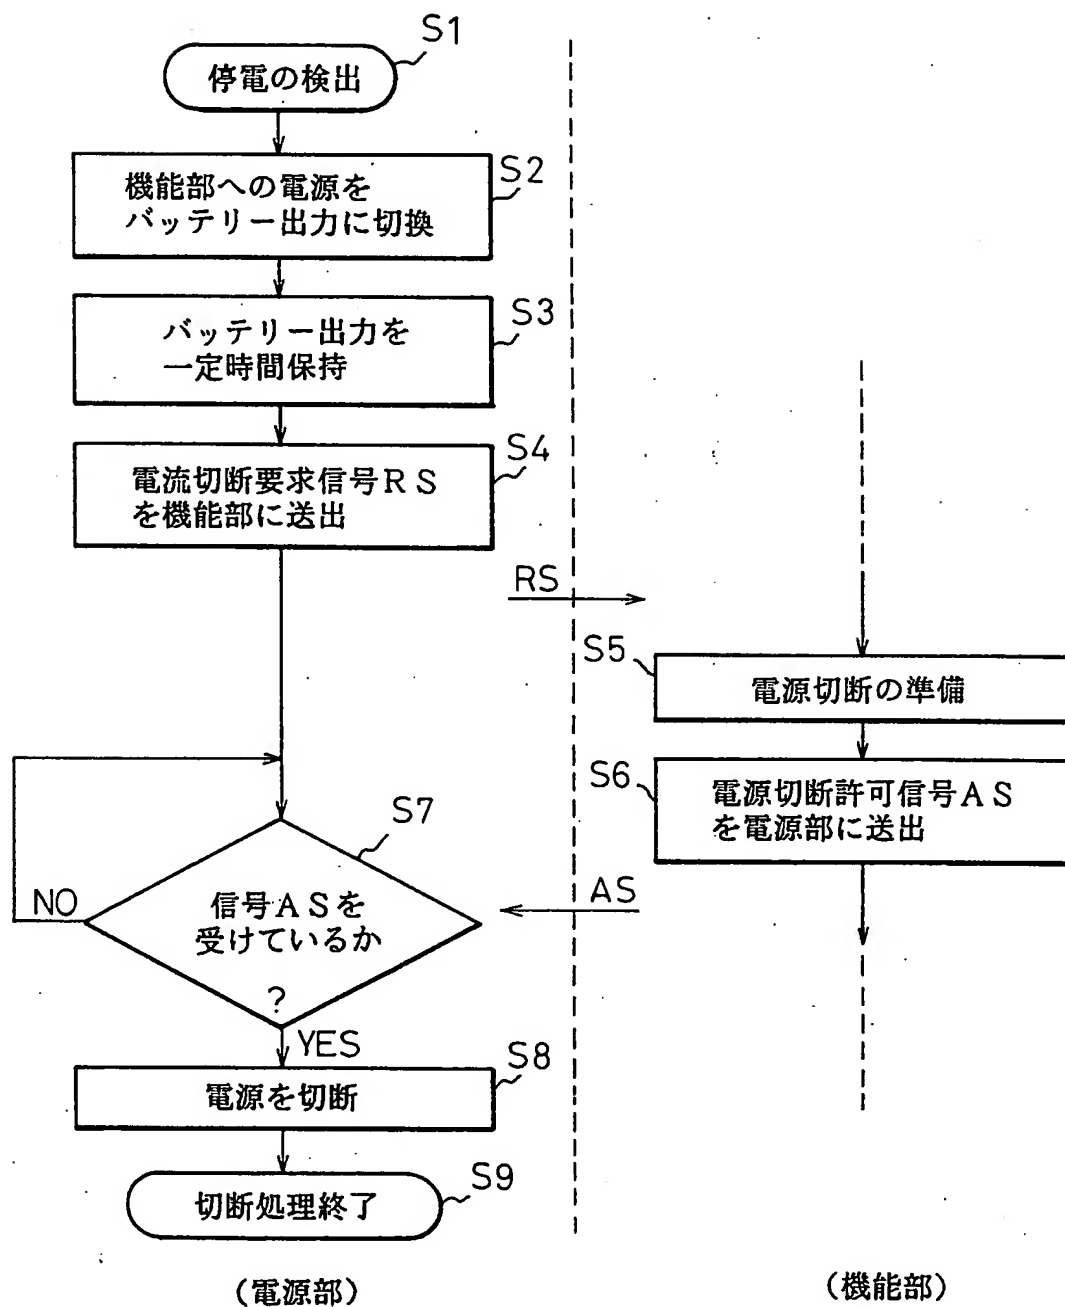 S1
停電の検出
S2
機能部への電源を
バッテリー出力に切換
S3
バッテリー出力を
一定時間保持
S4
電流切断要求信号RS
を機能部に送出
RS
S5
電源切断の準備
S6
電源切断許可信号AS
を電源部に送出
AS
S7
信号ASを
受けているか
?
NO
YES
S8
電源を切断
S9
切断処理終了
(電源部)
(機能部)